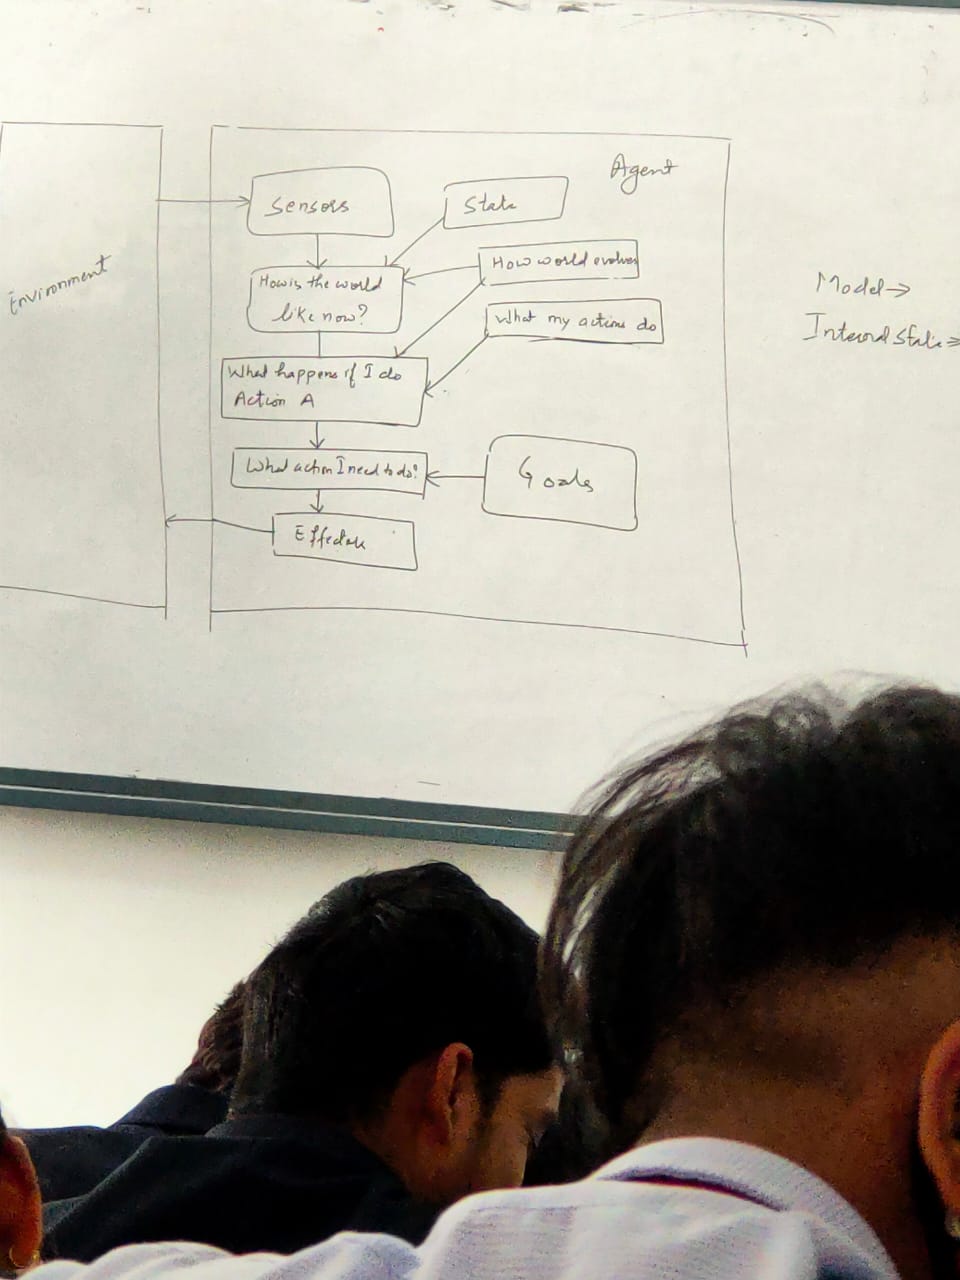 Agent
Sensors
State
Environment
How is the world
like now?
How world evolves
What my actions do
Model→
Internal State⇒
What happens if I do
Action A
What action I need to do?
Goals
Effectors